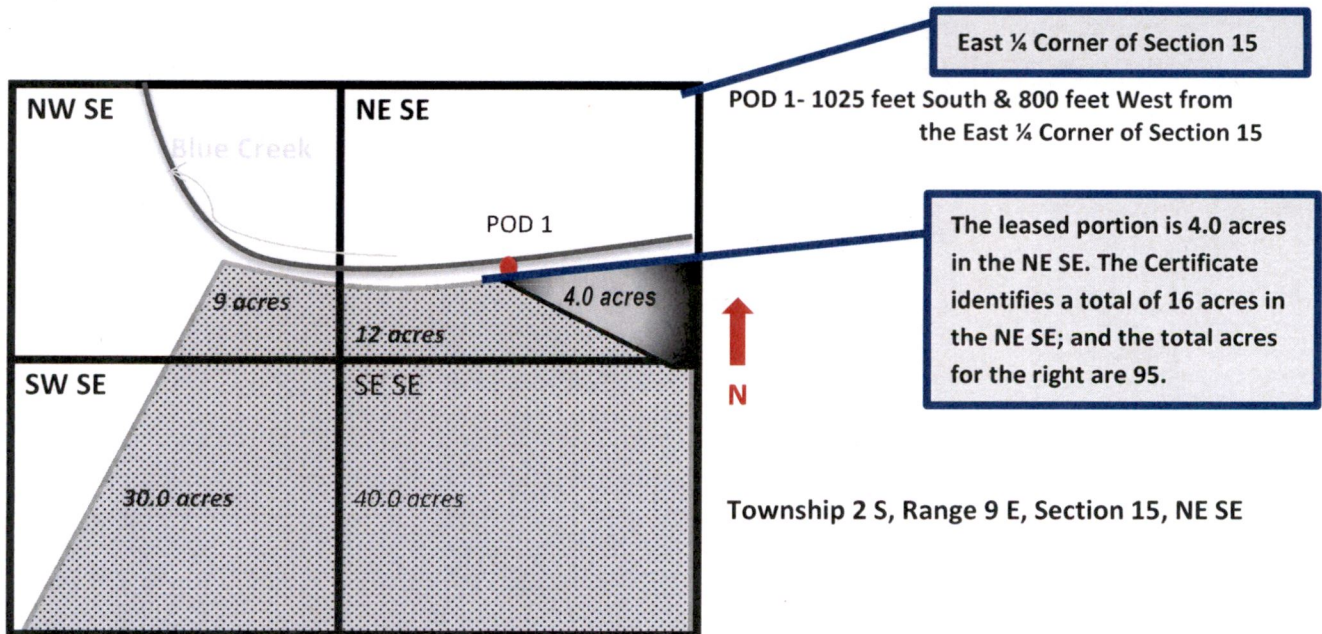 East ¼ Corner of Section 15
POD 1- 1025 feet South & 800 feet West from
the East ¼ Corner of Section 15
NW SE
NE SE
Blue Creek
POD 1
The leased portion is 4.0 acres
in the NE SE. The Certificate
identifies a total of 16 acres in
the NE SE; and the total acres
for the right are 95.
9 acres
4.0 acres
12 acres
N
SW SE
SE SE
30.0 acres
40.0 acres
Township 2 S, Range 9 E, Section 15, NE SE